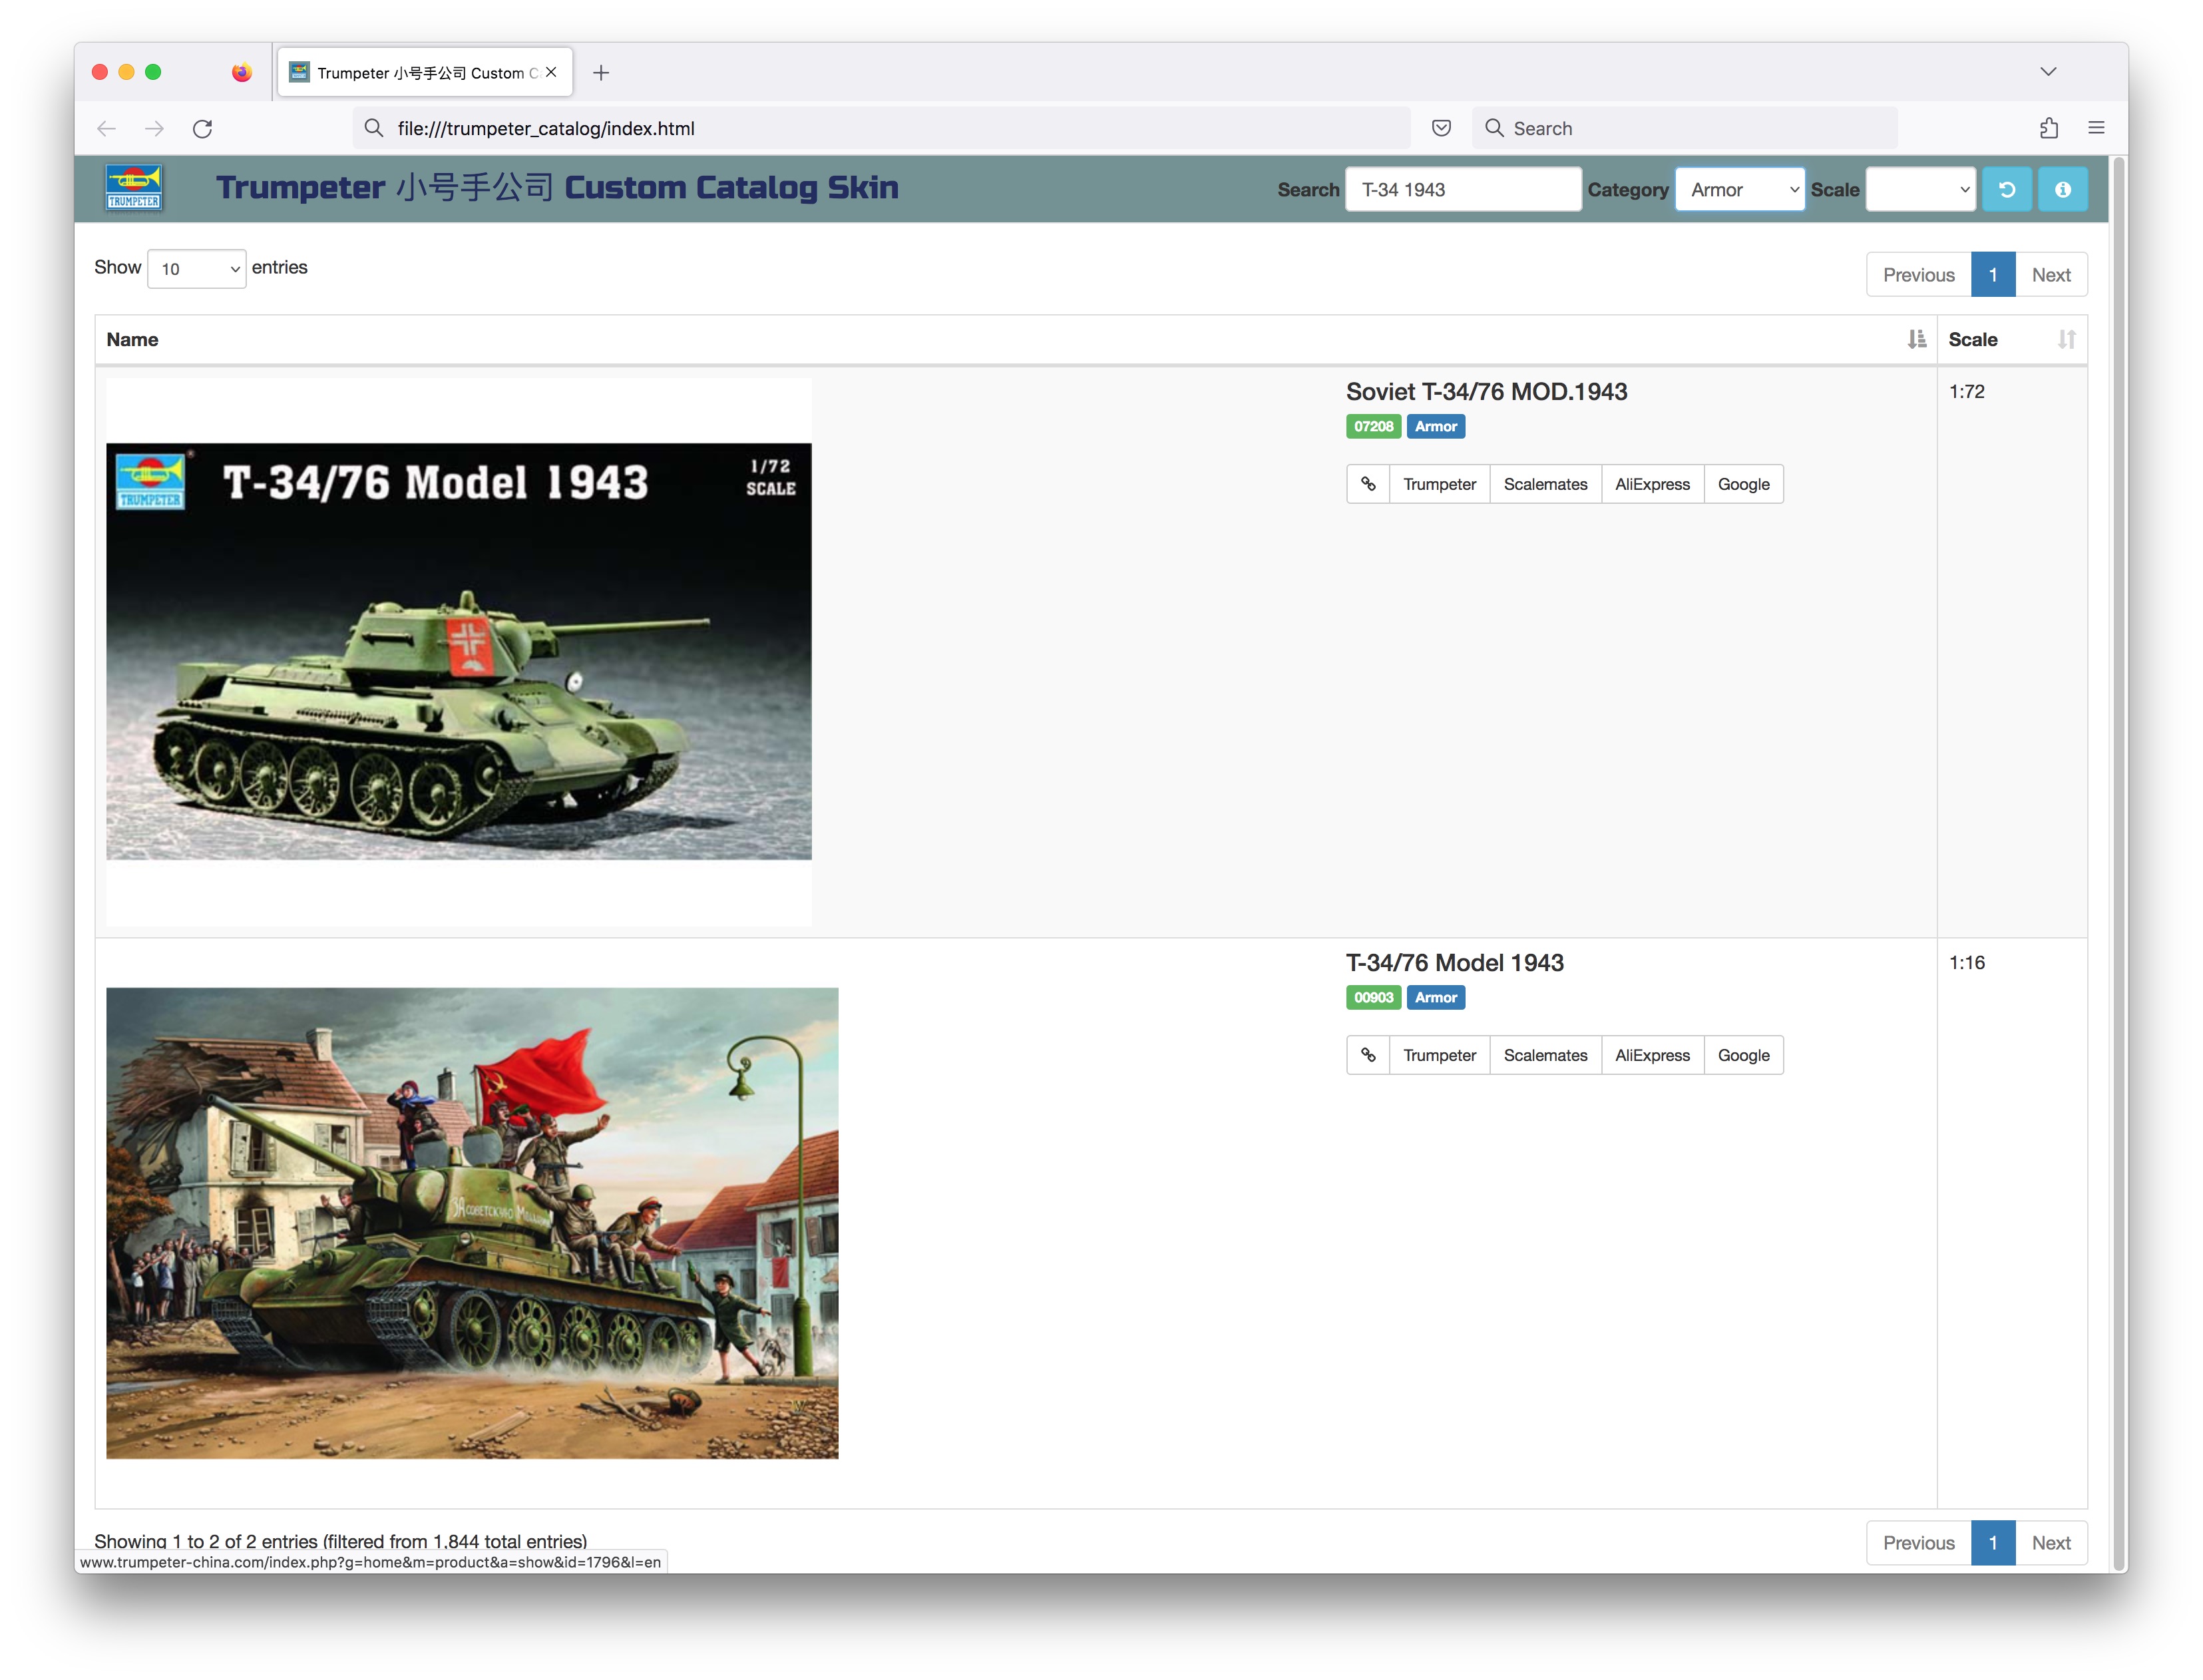 Trumpeter 小号手公司 Custom C
file:///trumpeter_catalog/index.html
Search
TRUMPETER
Trumpeter 小号手公司 Custom Catalog Skin
Search T-34 1943 Category Armor Scale
Show 10 entries
Previous 1 Next
Name Scale
Soviet T-34/76 MOD.1943 1:72
07208 Armor
Trumpeter Scalemates AliExpress Google
TRUMPETER ®
T-34/76 Model 1943
1/72
SCALE
T-34/76 Model 1943 1:16
00903 Armor
Trumpeter Scalemates AliExpress Google
ЗА СОВЕТСКУЮ
Showing 1 to 2 of 2 entries (filtered from 1,844 total entries)
Previous 1 Next
www.trumpeter-china.com/index.php?g=home&m=product&a=show&id=1796&l=en